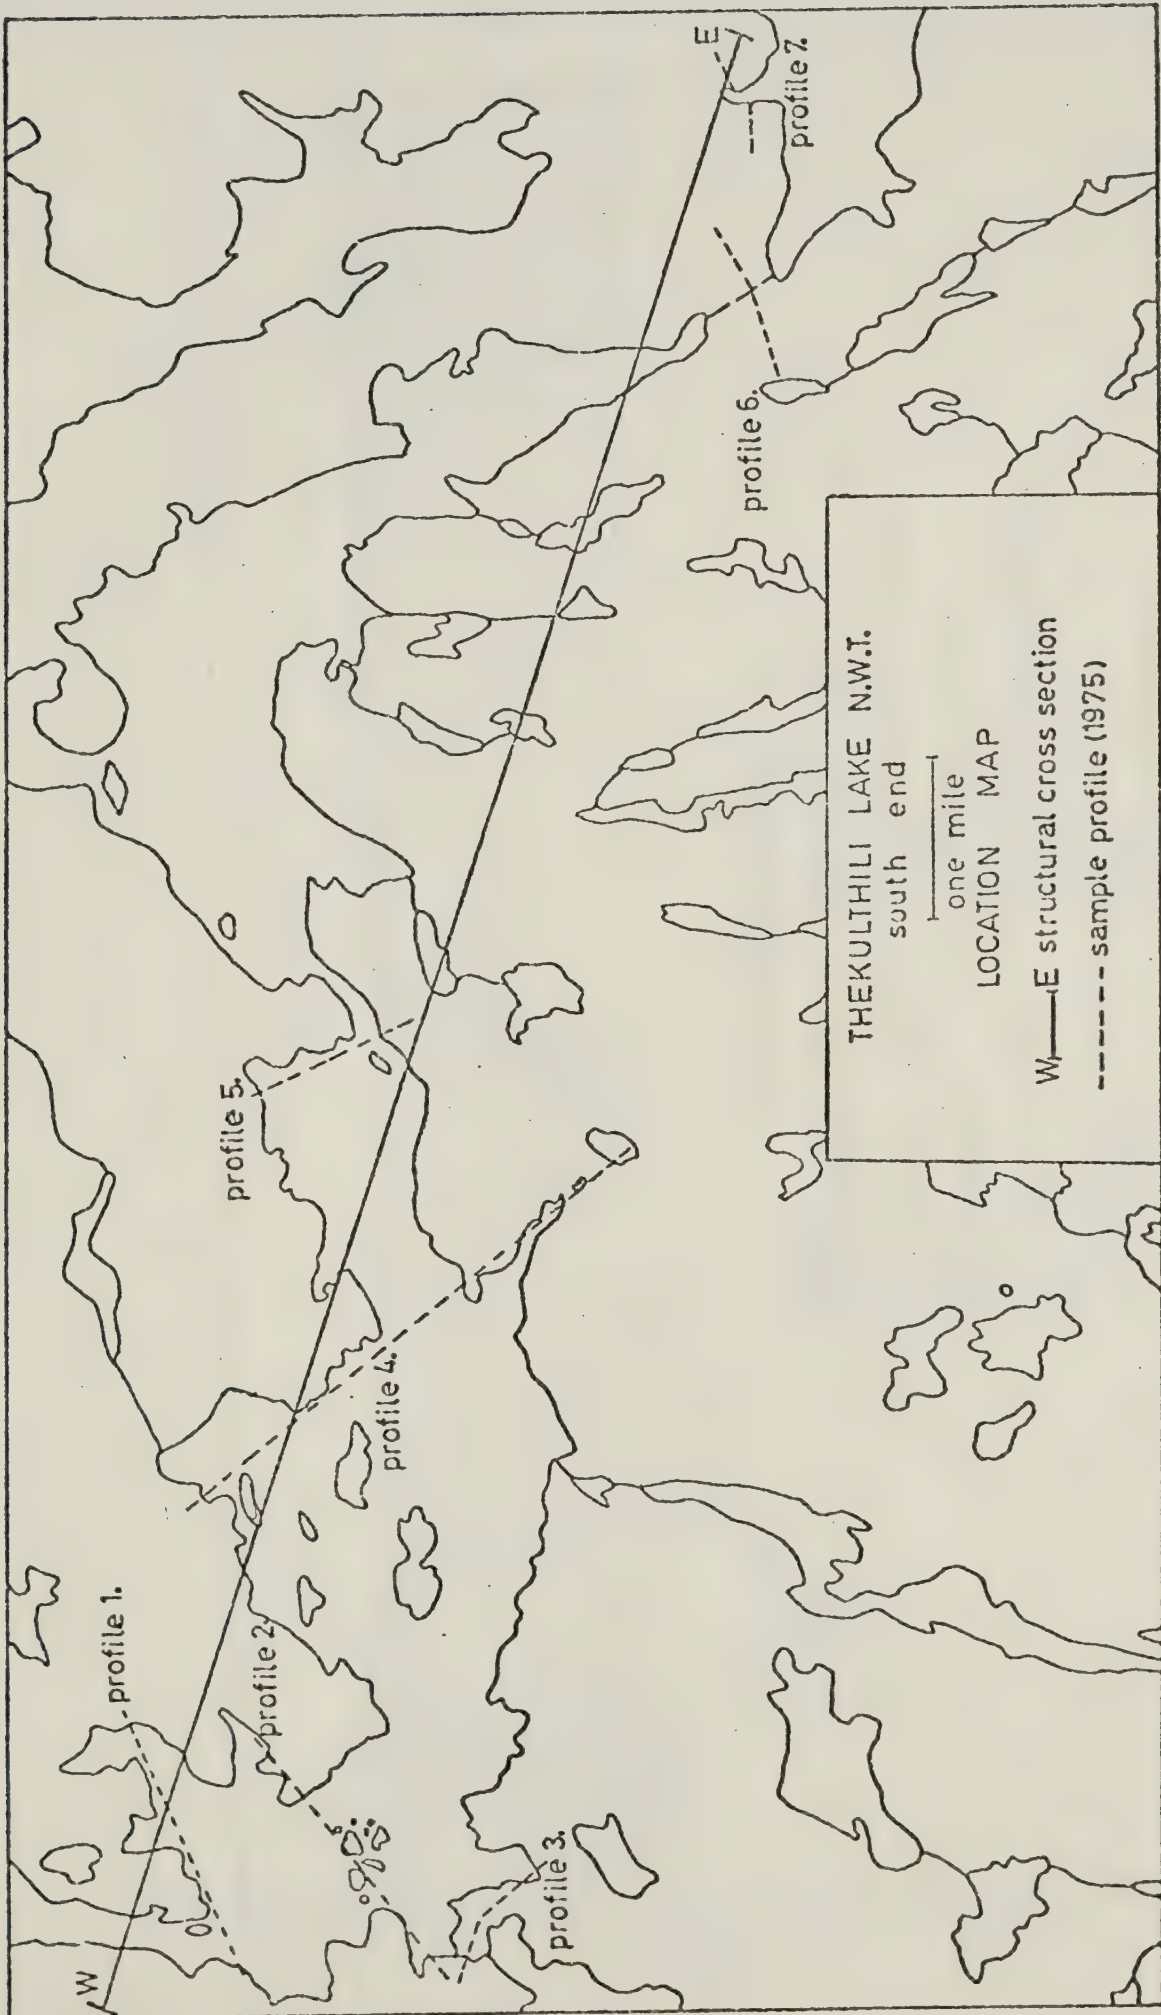 W
E
profile 1.
profile 2.
profile 3.
profile 4.
profile 5.
profile 6.
profile 7.
THEKULTHILI LAKE N.W.T.
south end
one mile
LOCATION MAP
W E structural cross section
sample profile (1975)